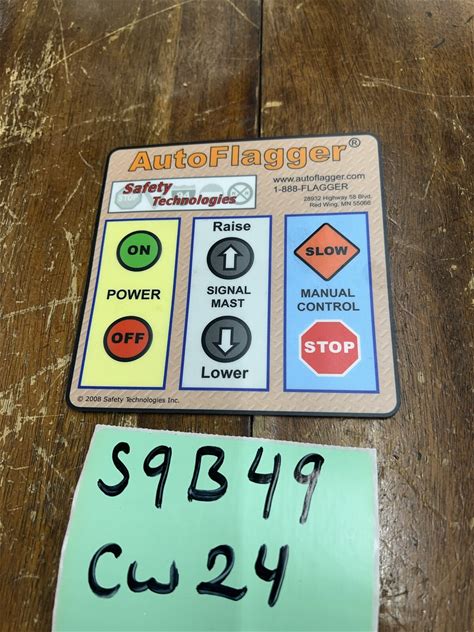 AutoFlagger®
Safety
Technologies
STOP
www.autoflagger.com
1-888-FLAGGER
28932 Highway 58 Blvd.
Red Wing, MN 55066
ON
POWER
OFF
Raise
SIGNAL
MAST
Lower
SLOW
MANUAL
CONTROL
STOP
© 2008 Safety Technologies Inc.
S9B49
CW24